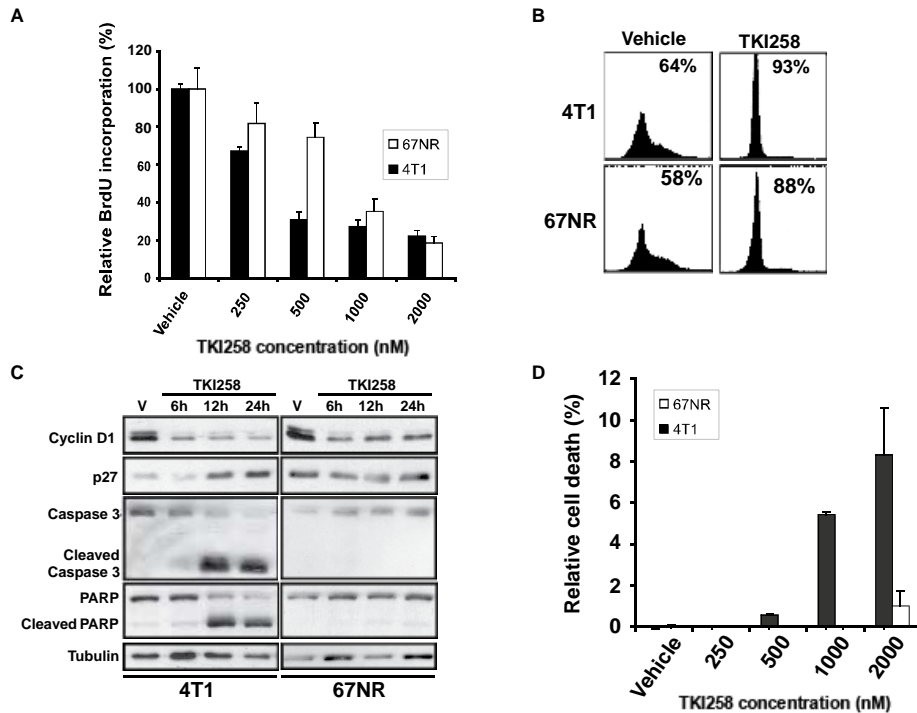 A
Relative BrdU incorporation (%)
120
100
80
60
40
20
0
67NR
4T1
Vehicle
250
500
1000
2000
TKI258 concentration (nM)
B
Vehicle
TKI258
4T1
64%
93%
67NR
58%
88%
C
TKI258
TKI258
V 6h 12h 24h
V 6h 12h 24h
Cyclin D1
p27
Caspase 3
Cleaved
Caspase 3
PARP
Cleaved PARP
Tubulin
4T1
67NR
D
Relative cell death (%)
12
10
8
6
4
2
0
67NR
4T1
Vehicle
250
500
1000
2000
TKI258 concentration (nM)